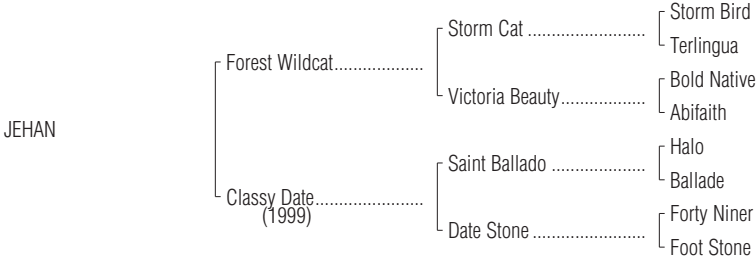 Storm Bird
Storm Cat ........................
Terlingua
Forest Wildcat...................
Bold Native
Victoria Beauty..................
Abifaith
JEHAN
Halo
Saint Ballado ....................
Ballade
Classy Date.......................
(1999)
Forty Niner
Date Stone ........................
Foot Stone